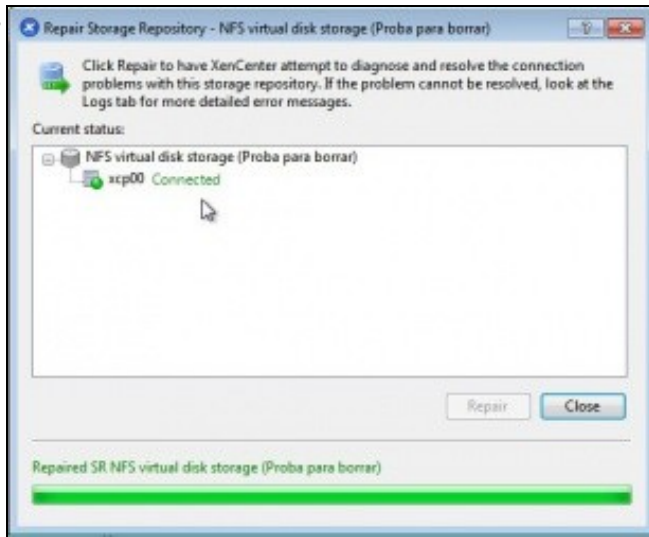 Repair Storage Repository - NFS virtual disk storage (Proba para borrar)
Click Repair to have XenCenter attempt to diagnose and resolve the connection
problems with this storage repository. If the problem cannot be resolved, look at the
Logs tab for more detailed error messages.
Current status:
NFS virtual disk storage (Proba para borrar)
xcp00 Connected
Repair
Close
Repaired SR NFS virtual disk storage (Proba para borrar)